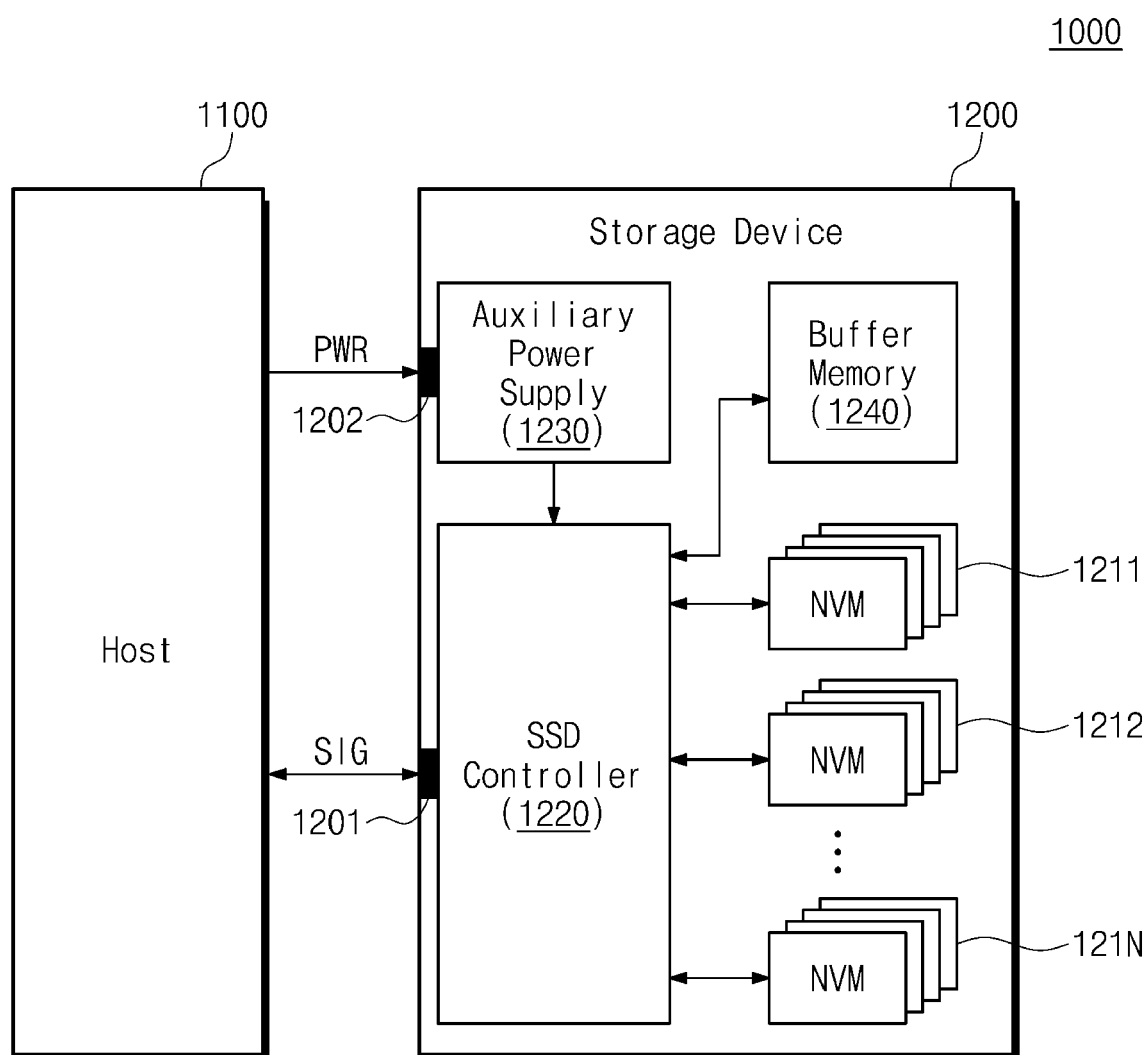 1000
1100
1200
Storage Device
Auxiliary
Power
Supply
(1230)
Buffer
Memory
(1240)
PWR
1202
Host
SSD
Controller
(1220)
SIG
1201
NVM
1211
NVM
1212
NVM
121N